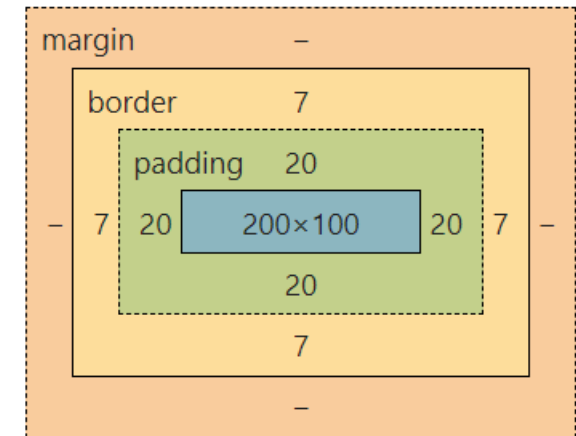 margin –
border 7
padding 20
– 7 20 200×100 20 7 –
20
7
–